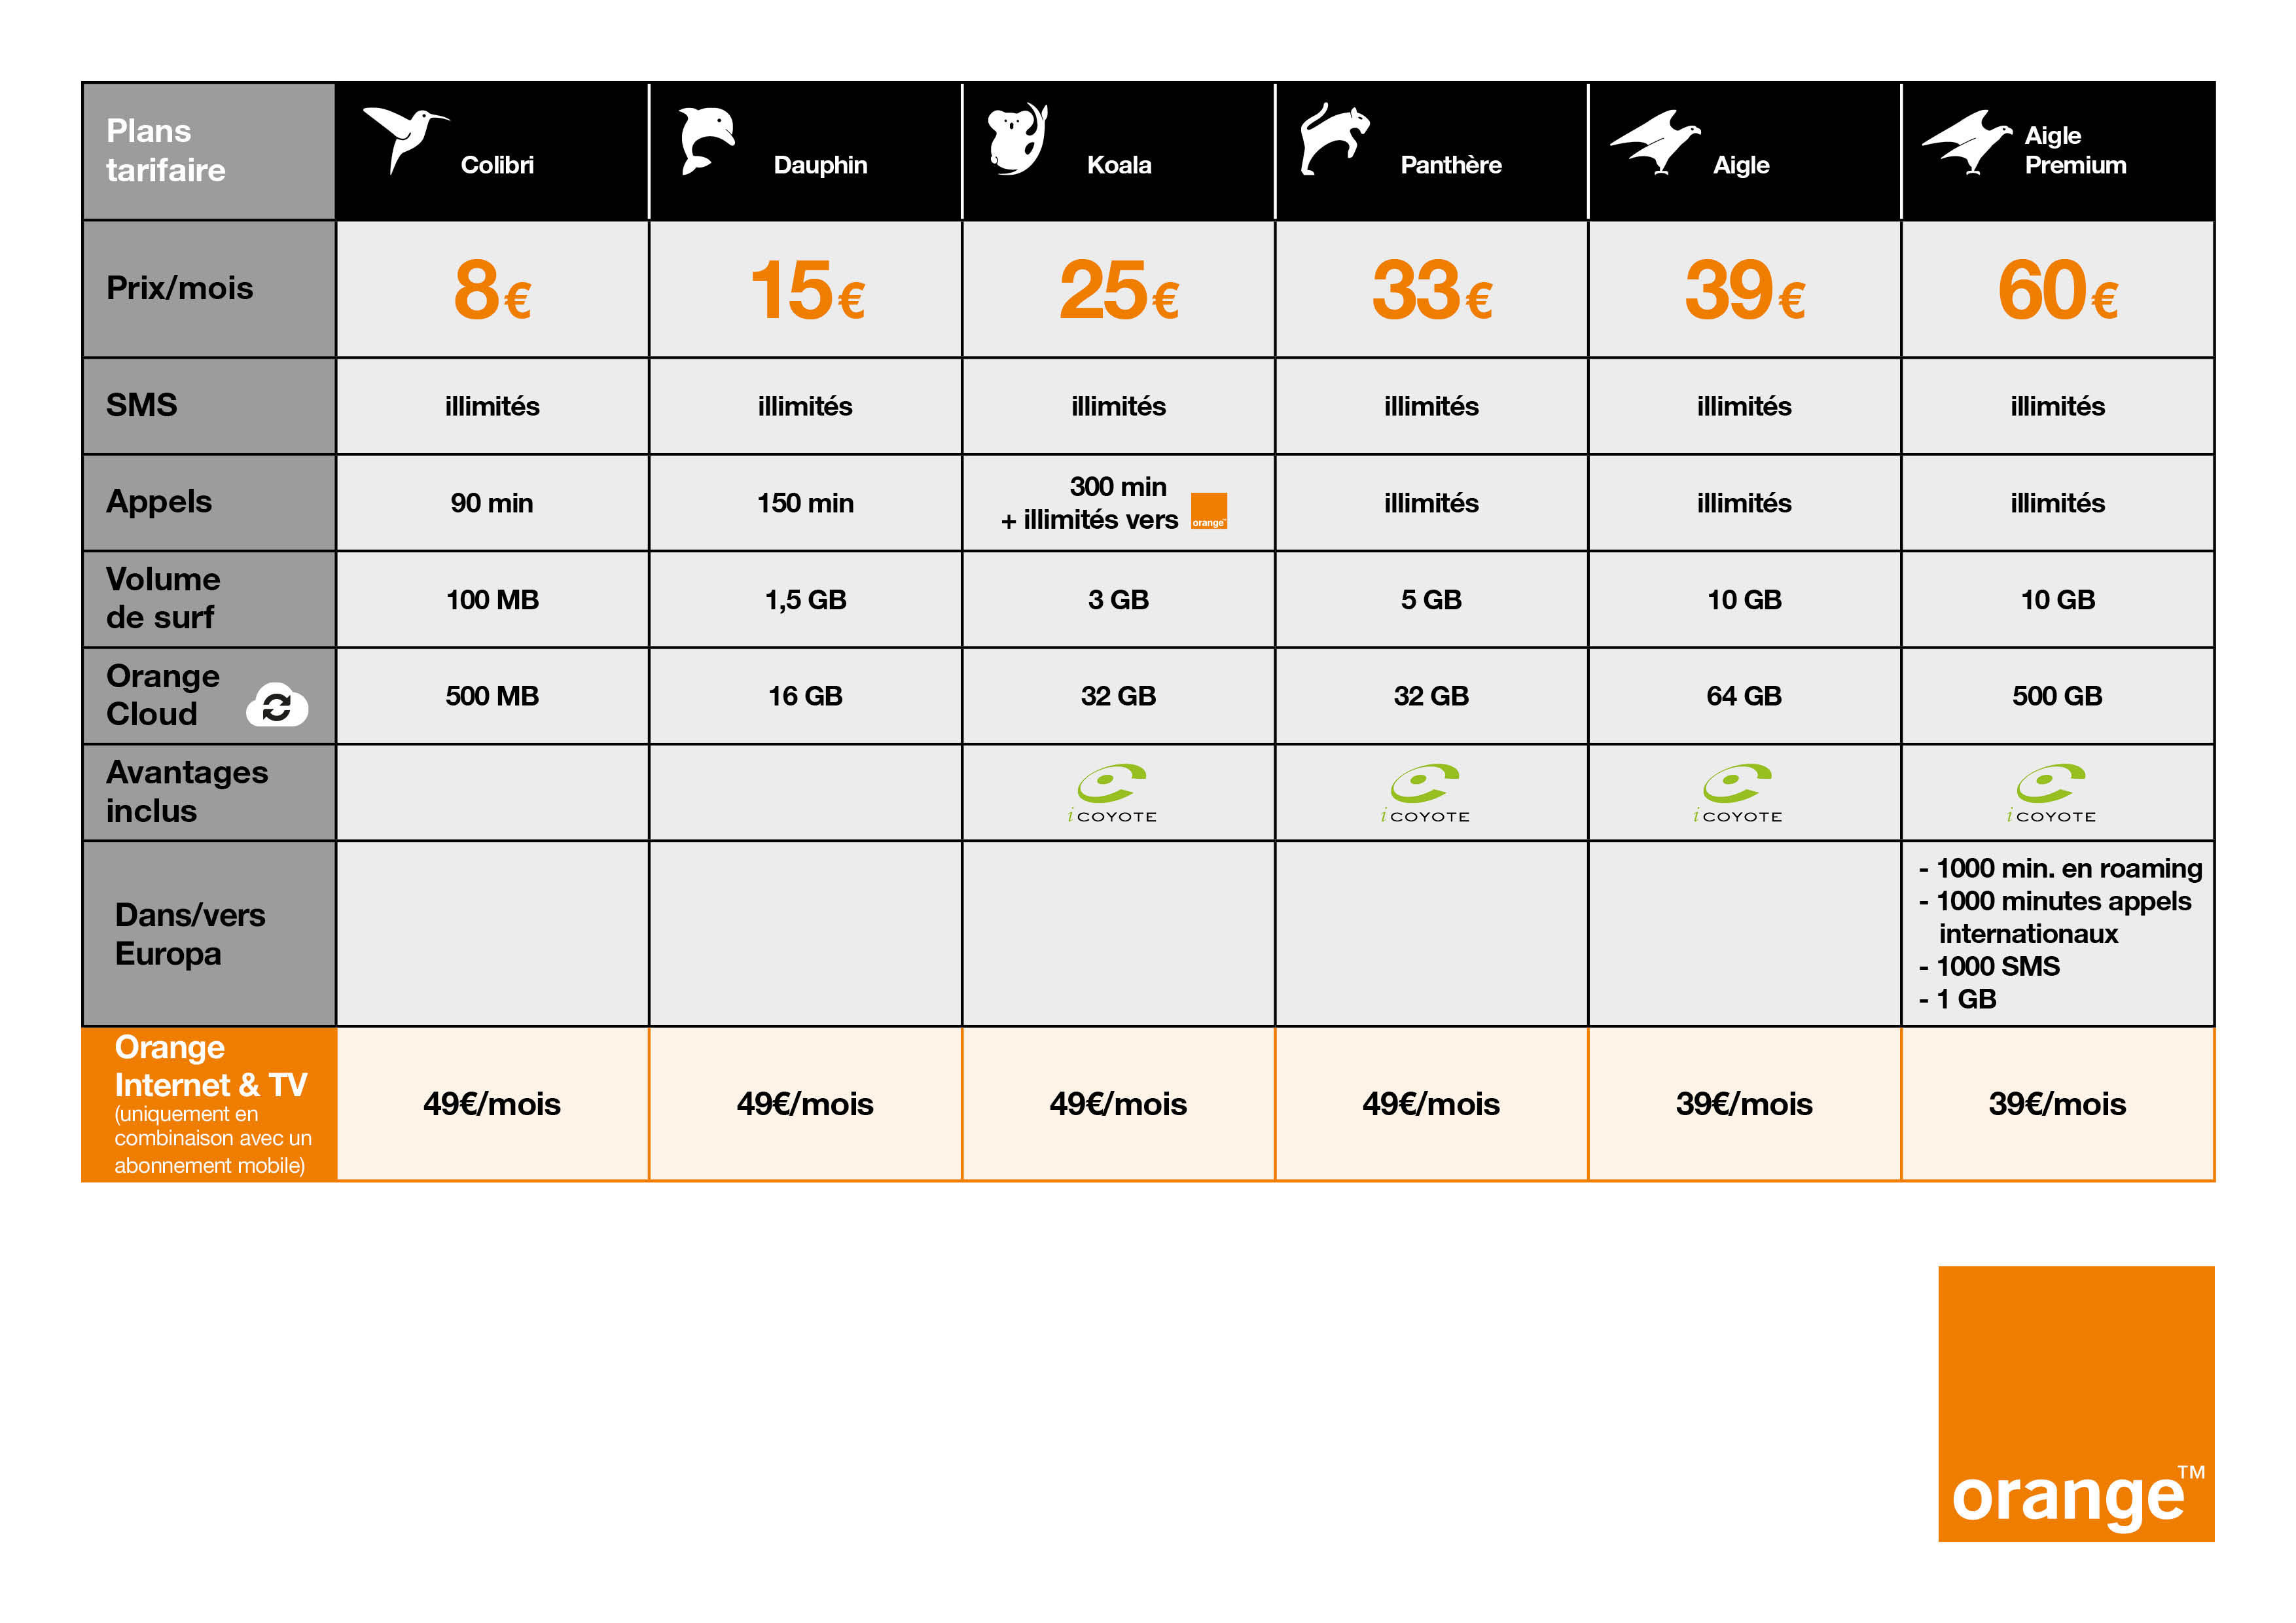 Plans
tarifaire
Colibri
Dauphin
Koala
Panthère
Aigle
Aigle
Premium
Prix/mois
8€
15€
25€
33€
39€
60€
SMS
illimités
illimités
illimités
illimités
illimités
illimités
Appels
90 min
150 min
300 min
+ illimités vers orange™
illimités
illimités
illimités
Volume
de surf
100 MB
1,5 GB
3 GB
5 GB
10 GB
10 GB
Orange
Cloud
500 MB
16 GB
32 GB
32 GB
64 GB
500 GB
Avantages
inclus
i COYOTE
i COYOTE
i COYOTE
i COYOTE
Dans/vers
Europa
- 1000 min. en roaming
- 1000 minutes appels
internationaux
- 1000 SMS
- 1 GB
Orange
Internet & TV
(uniquement en
combinaison avec un
abonnement mobile)
49€/mois
49€/mois
49€/mois
49€/mois
39€/mois
39€/mois
orange™